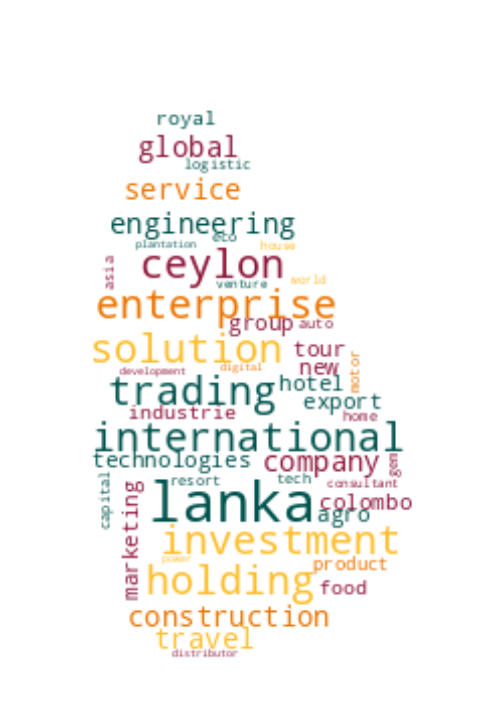 royal
global
logistic
service
engineering
eco
plantation
house
ceylon
asia
venture
world
enterprise
group
auto
solution
tour
new
development
digital
motor
trading
hotel
export
industrie
home
international
technologies
company
gem
resort
tech
consultant
capital
marketing
lanka
colombo
agro
investment
power
product
holding
food
construction
travel
distributor